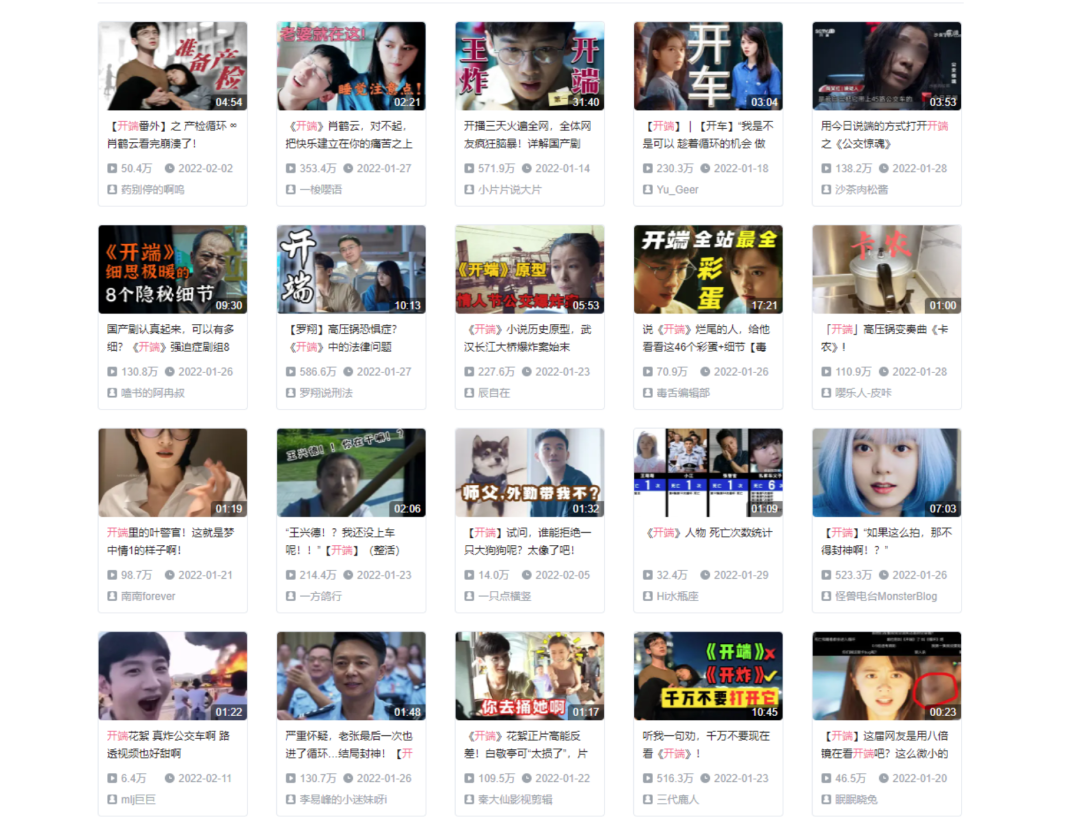 准备产检
04:54
老婆就在这!
睡觉注意点!
02:21
王炸
开端
第一
31:40
开车
03:04
03:53
【开端番外】之 产检循环 ∞
肖鹤云看完崩溃了!
▶ 50.4万 2022-02-02
药别停的啊呜
《开端》肖鹤云,对不起,
把快乐建立在你的痛苦之上
▶ 353.4万 2022-01-27
一梭嘤语
开播三天火遍全网,全体网
友疯狂脑暴!详解国产剧
▶ 571.9万 2022-01-14
小片片说大片
【开端】 | 【开车】“我是不
是可以 趁着循环的机会 做
▶ 230.3万 2022-01-18
Yu_Geer
用今日说端的方式打开开端
之《公交惊魂》
▶ 138.2万 2022-01-28
沙茶肉松酱
《开端》
细思极暖的
8个隐秘细节
09:30
开端
10:13
《开端》原型
情人节公交爆炸案
05:53
开端全站最全
彩蛋
17:21
卡农
01:00
国产剧认真起来,可以有多
细?《开端》强迫症剧组8
▶ 130.8万 2022-01-26
嗑书的阿冉叔
【罗翔】高压锅恐惧症?
《开端》中的法律问题
▶ 586.6万 2022-01-27
罗翔说刑法
《开端》小说历史原型,武
汉长江大桥爆炸案始末
▶ 227.6万 2022-01-23
辰自在
说《开端》烂尾的人,给他
看看这46个彩蛋+细节【毒
▶ 70.9万 2022-01-26
毒舌编辑部
「开端」高压锅变奏曲《卡
农》!
▶ 110.9万 2022-01-28
嘤乐人-皮咔
01:19
王兴德!!你在干嘛!?
02:06
师父,外勤带我不?
01:32
死亡 1 次
死亡 1 次
死亡 1 次
死亡 6
01:09
07:03
开端里的叶警官!这就是梦
中情1的样子啊!
▶ 98.7万 2022-01-21
南南forever
“王兴德!?我还没上车
呢!!”【开端】(整活)
▶ 214.4万 2022-01-23
一方鸽行
【开端】试问,谁能拒绝一
只大狗狗呢?太像了吧!
▶ 14.0万 2022-02-05
一只点横竖
《开端》人物 死亡次数统计
▶ 32.4万 2022-01-29
Hi水瓶座
【开端】“如果这么拍,那不
得封神啊!?”
▶ 523.3万 2022-01-26
怪兽电台MonsterBlog
01:22
01:48
你去捅她啊
01:17
《开端》x
《开炸》✓
千万不要打开它
10:45
00:23
开端花絮 真炸公交车啊 路
透视频也好甜啊
▶ 6.4万 2022-02-11
mlj巨巨
严重怀疑,老张最后一次也
进了循环...结局封神!【开
▶ 130.7万 2022-01-26
李易峰的小迷妹呀i
《开端》花絮正片高能反
差!白敬亭可“太损了”,片
▶ 109.5万 2022-01-22
秦大仙影视剪辑
听我一句劝,千万不要现在
看《开端》!
▶ 516.3万 2022-01-23
三代鹿人
【开端】这届网友是用八倍
镜在看开端吧?这么微小的
▶ 46.5万 2022-01-20
眠眠晓兔